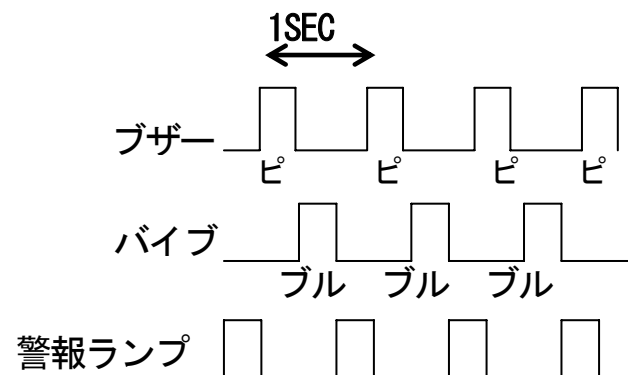 1SEC
ブザー
ピ ピ ピ ピ
バイブ
ブル ブル ブル
警報ランプ